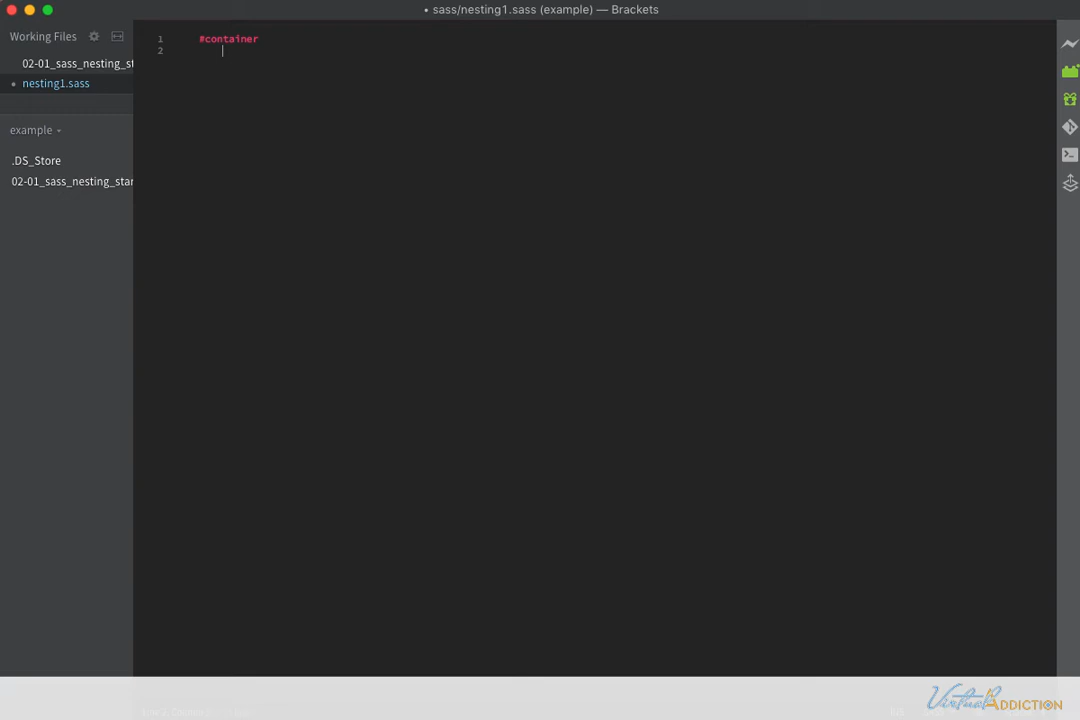 • sass/nesting1.sass (example) — Brackets
Working Files
02-01_sass_nesting_st
• nesting1.sass
example
.DS_Store
02-01_sass_nesting_star
1 #container
2
Virtual ADDICTION